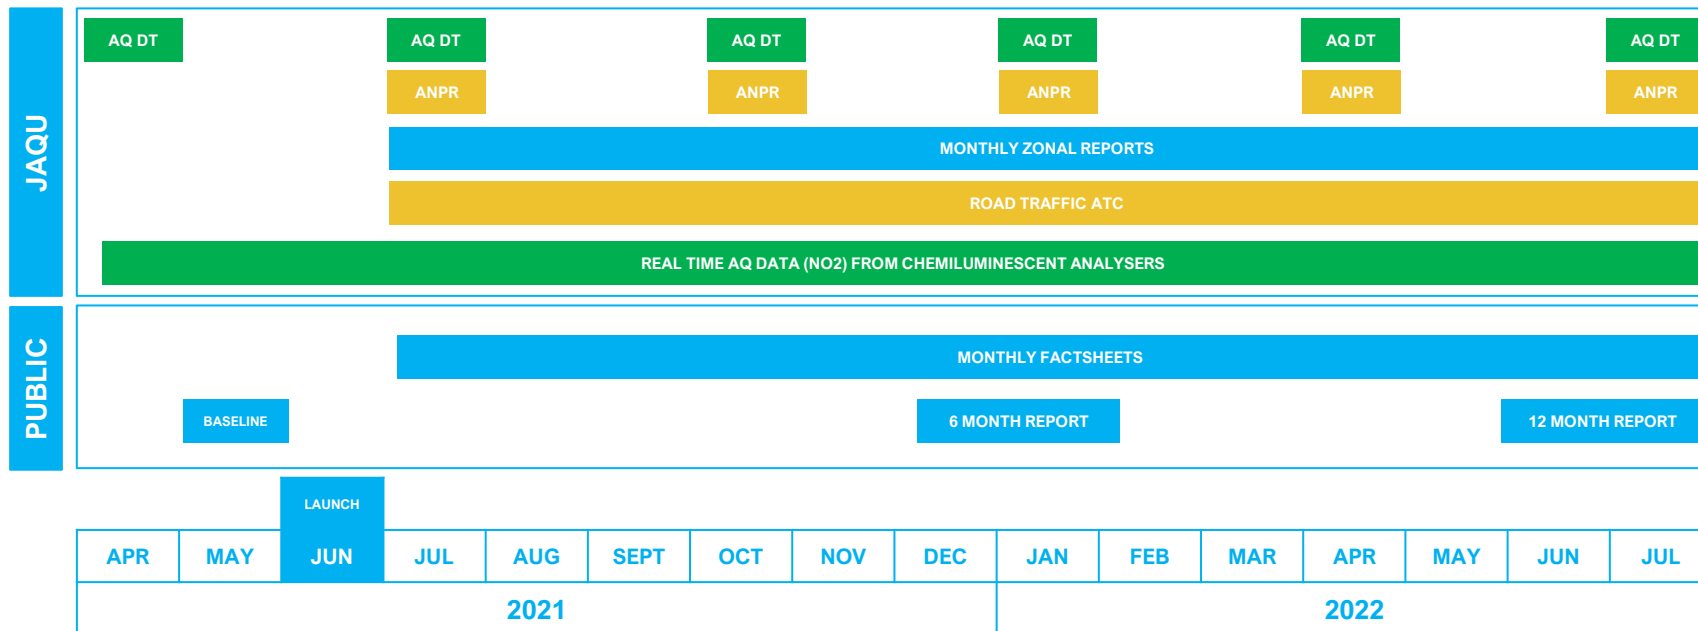 JAQU
AQ DT AQ DT AQ DT AQ DT AQ DT AQ DT
ANPR ANPR ANPR ANPR ANPR
MONTHLY ZONAL REPORTS
ROAD TRAFFIC ATC
REAL TIME AQ DATA (NO2) FROM CHEMILUMINESCENT ANALYSERS
PUBLIC
MONTHLY FACTSHEETS
BASELINE 6 MONTH REPORT 12 MONTH REPORT
LAUNCH
APR MAY JUN JUL AUG SEPT OCT NOV DEC JAN FEB MAR APR MAY JUN JUL
2021 2022